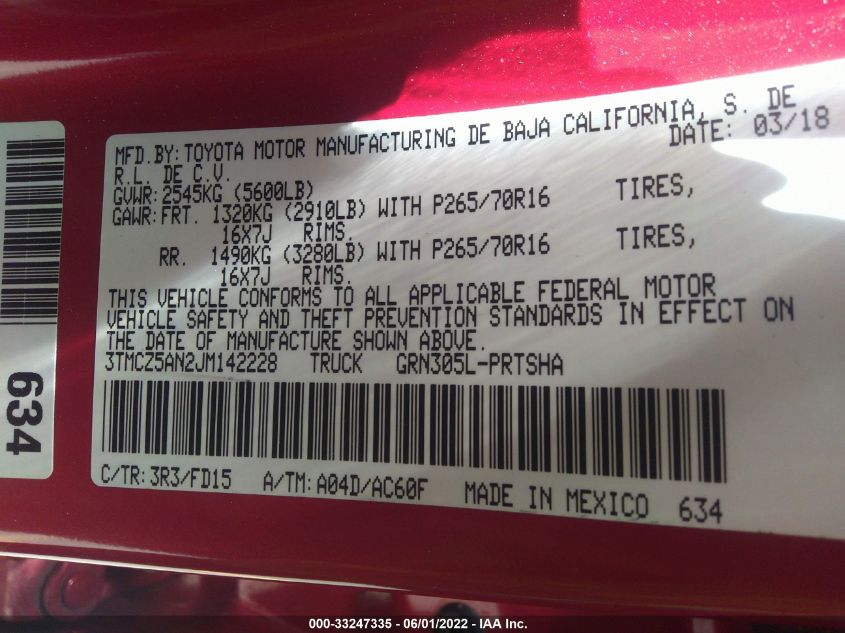 MFD.BY: TOYOTA MOTOR MANUFACTURING DE BAJA CALIFORNIA, S. DE
R.L. DE C.V. DATE: 03/18
GVWR: 2545KG (5600LB)
GAWR: FRT. 1320KG (2910LB) WITH P265/70R16 TIRES,
16X7J RIMS.
RR. 1490KG (3280LB) WITH P265/70R16 TIRES,
16X7J RIMS.
THIS VEHICLE CONFORMS TO ALL APPLICABLE FEDERAL MOTOR
VEHICLE SAFETY AND THEFT PREVENTION STANDARDS IN EFFECT ON
THE DATE OF MANUFACTURE SHOWN ABOVE.
3TMCZ5AN2JM142228 TRUCK GRN305L-PRTSHA
C/TR: 3R3/FD15 A/TM: A04D/AC60F MADE IN MEXICO 634
634
000-33247335 - 06/01/2022 - IAA Inc.